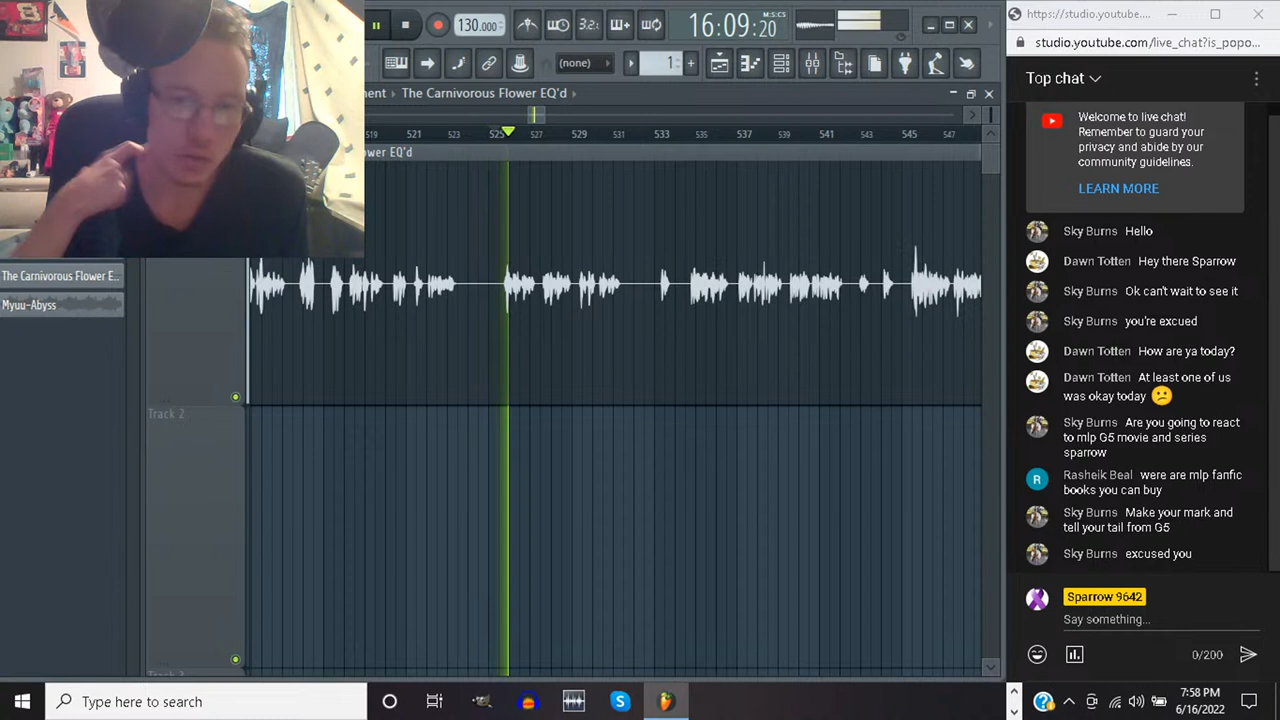 130.000
3.2.
16:09:20
M:S:CS
(none)
1
ment › The Carnivorous Flower EQ'd ›
519 521 523 525 527 529 531 533 535 537 539 541 543 545 547
ower EQ'd
The Carnivorous Flower E...
Myuu-Abyss
Track 2
Track 3
https://studio.youtube....
studio.youtube.com/live_chat?is_popo...
Top chat
Welcome to live chat!
Remember to guard your
privacy and abide by our
community guidelines.
LEARN MORE
Sky Burns Hello
Dawn Totten Hey there Sparrow
Sky Burns Ok can't wait to see it
Sky Burns you're excued
Dawn Totten How are ya today?
Dawn Totten At least one of us
was okay today 😕
Sky Burns Are you going to react
to mlp G5 movie and series
sparrow
R
Rasheik Beal were are mlp fanfic
books you can buy
Sky Burns Make your mark and
tell your tail from G5
Sky Burns excused you
Sparrow 9642
Say something...
0/200
Type here to search
7:58 PM
6/16/2022